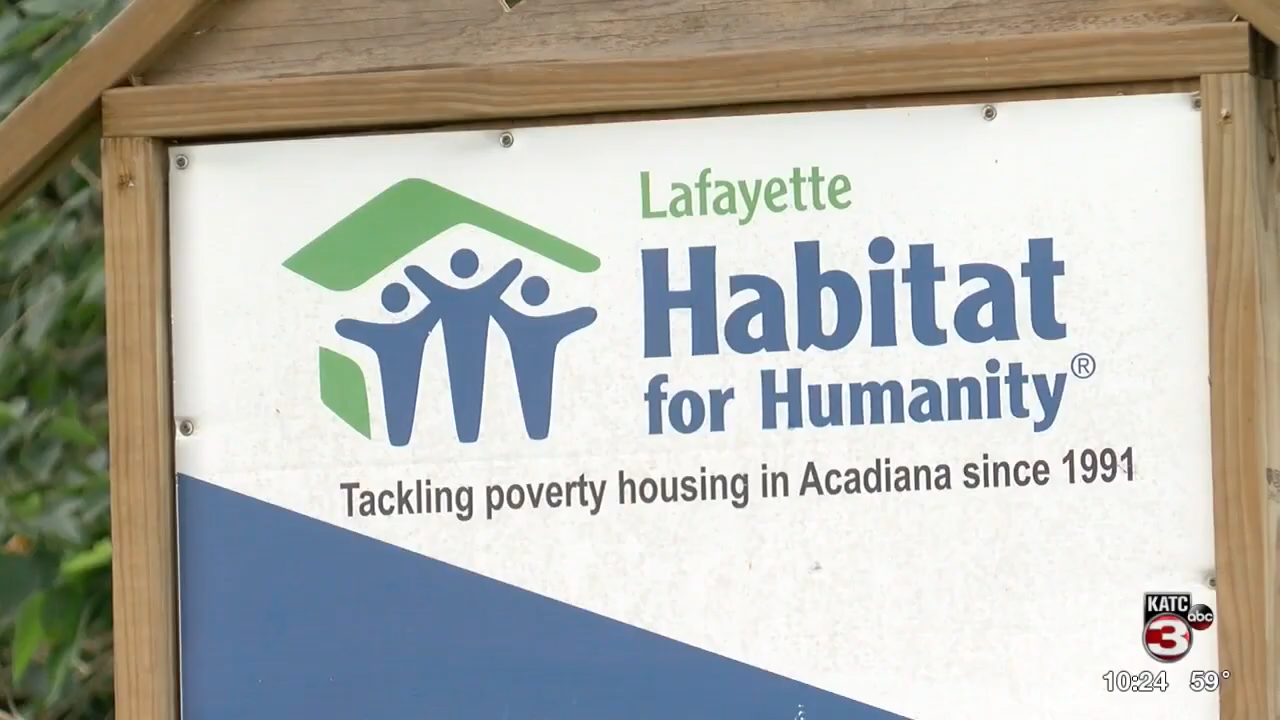 Lafayette
Habitat
for Humanity®
Tackling poverty housing in Acadiana since 1991
KATC
abc
3
10:24 59°